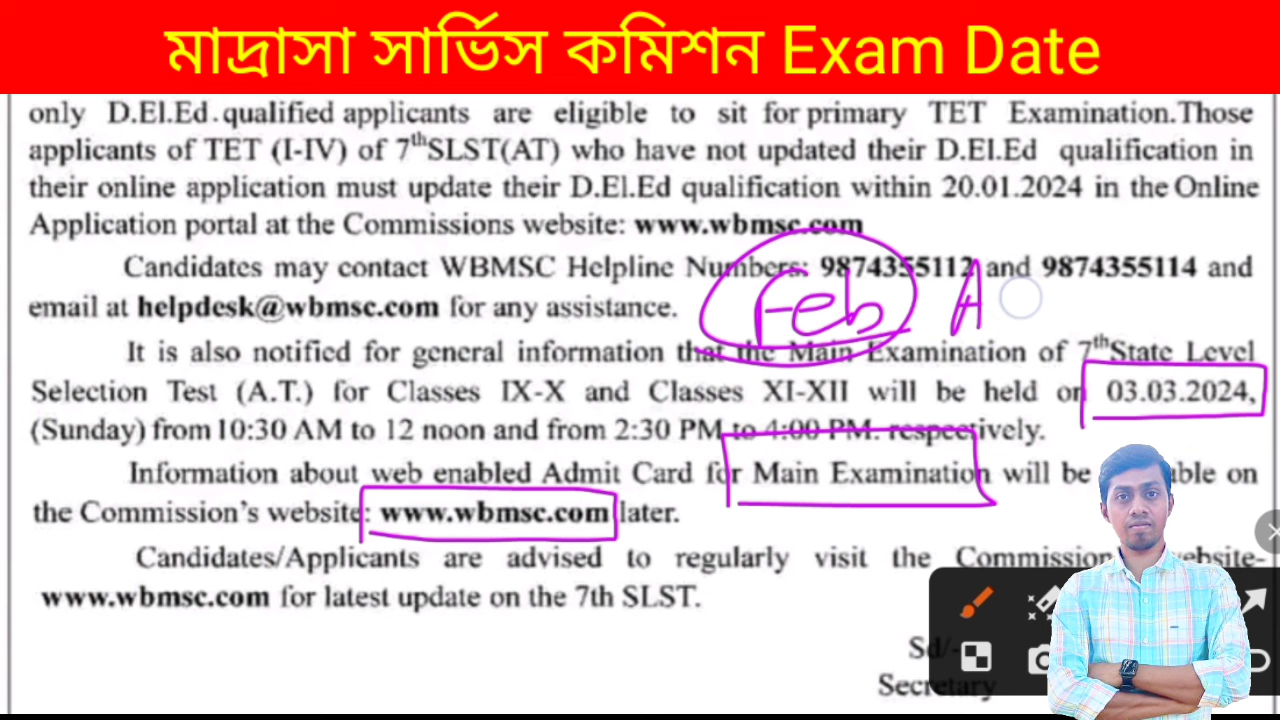 মাদ্রাসা সার্ভিস কমিশন Exam Date
only D.El.Ed. qualified applicants are eligible to sit for primary TET Examination.Those
applicants of TET (I-IV) of 7thSLST(AT) who have not updated their D.El.Ed qualification in
their online application must update their D.El.Ed qualification within 20.01.2024 in the Online
Application portal at the Commissions website: www.wbmsc.com
Candidates may contact WBMSC Helpline Numbers: 9874355112 and 9874355114 and
email at helpdesk@wbmsc.com for any assistance.
Feb A
It is also notified for general information that the Main Examination of 7thState Level
Selection Test (A.T.) for Classes IX-X and Classes XI-XII will be held on 03.03.2024,
(Sunday) from 10:30 AM to 12 noon and from 2:30 PM to 4:00 PM. respectively.
Information about web enabled Admit Card for Main Examination will be on
the Commission's website: www.wbmsc.com later.
Candidates/Applicants are advised to regularly visit the Commission
www.wbmsc.com for latest update on the 7th SLST.
Sd/-
Secretary